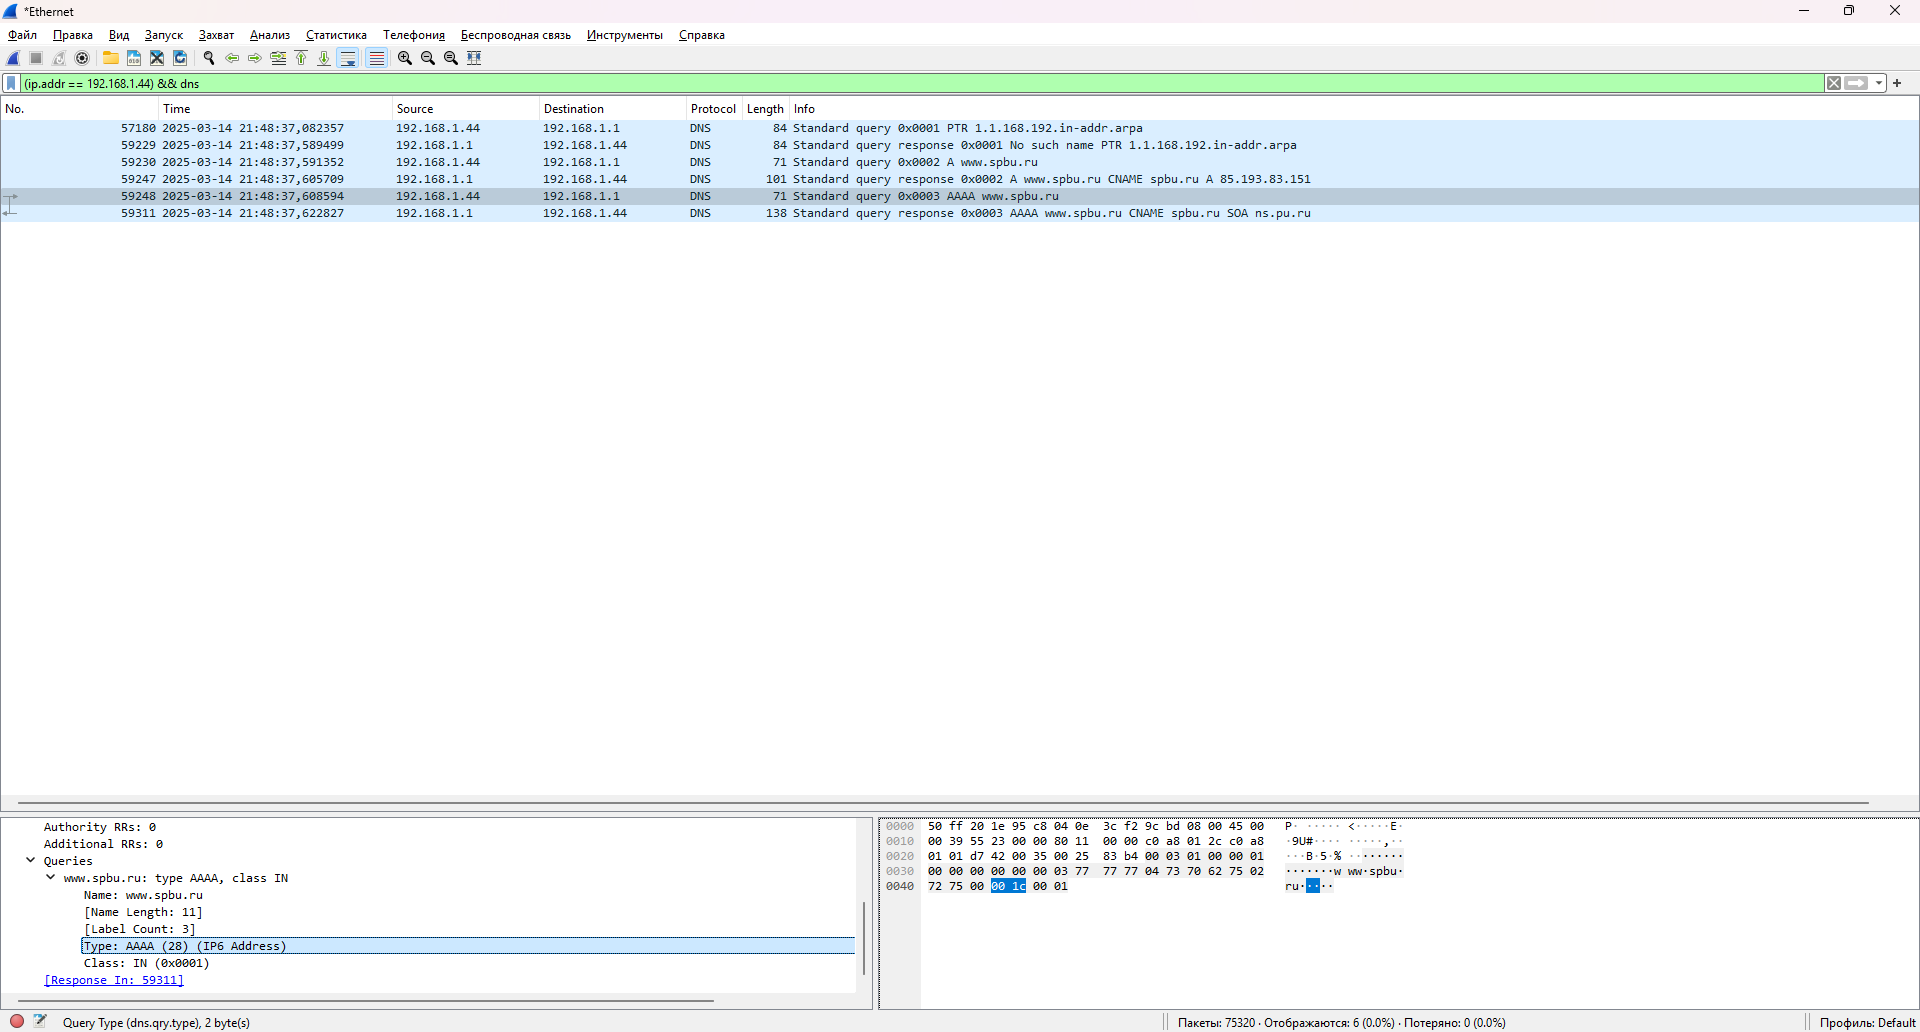 *Ethernet
Файл Правка Вид Запуск Захват Анализ Статистика Телефония Беспроводная связь Инструменты Справка
(ip.addr == 192.168.1.44) && dns
No. Time Source Destination Protocol Length Info
57180 2025-03-14 21:48:37,082357 192.168.1.44 192.168.1.1 DNS 84 Standard query 0x0001 PTR 1.1.168.192.in-addr.arpa
59229 2025-03-14 21:48:37,589499 192.168.1.1 192.168.1.44 DNS 84 Standard query response 0x0001 No such name PTR 1.1.168.192.in-addr.arpa
59230 2025-03-14 21:48:37,591352 192.168.1.44 192.168.1.1 DNS 71 Standard query 0x0002 A www.spbu.ru
59247 2025-03-14 21:48:37,605709 192.168.1.1 192.168.1.44 DNS 101 Standard query response 0x0002 A www.spbu.ru CNAME spbu.ru A 85.193.83.151
59248 2025-03-14 21:48:37,608594 192.168.1.44 192.168.1.1 DNS 71 Standard query 0x0003 AAAA www.spbu.ru
59311 2025-03-14 21:48:37,622827 192.168.1.1 192.168.1.44 DNS 138 Standard query response 0x0003 AAAA www.spbu.ru CNAME spbu.ru SOA ns.pu.ru
Authority RRs: 0
Additional RRs: 0
Queries
www.spbu.ru: type AAAA, class IN
Name: www.spbu.ru
[Name Length: 11]
[Label Count: 3]
Type: AAAA (28) (IP6 Address)
Class: IN (0x0001)
[Response In: 59311]
0000 50 ff 20 1e 95 c8 04 0e 3c f2 9c bd 08 00 45 00 P· ····· <·····E·
0010 00 39 55 23 00 00 80 11 00 00 c0 a8 01 2c c0 a8 ·9U#···· ·····,··
0020 01 01 d7 42 00 35 00 25 83 b4 00 03 01 00 00 01 ···B·5·% ········
0030 00 00 00 00 00 00 03 77 77 77 04 73 70 62 75 02 ·······w ww·spbu·
0040 72 75 00 00 1c 00 01 ru·····
Query Type (dns.qry.type), 2 byte(s)
Пакеты: 75320 · Отображаются: 6 (0.0%) · Потеряно: 0 (0.0%)
Профиль: Default